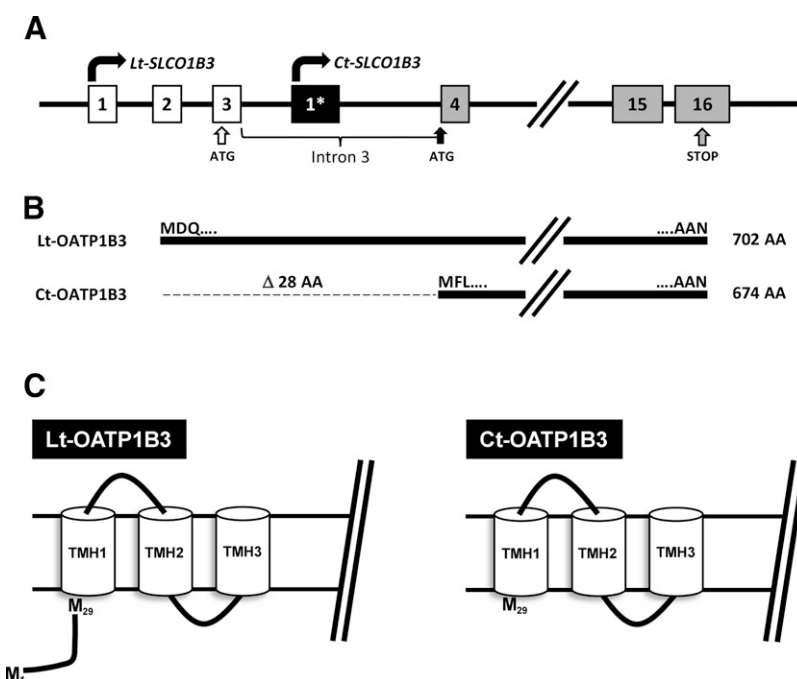 A
Lt-SLCO1B3 Ct-SLCO1B3
1 2 3 1* 4 15 16
ATG Intron 3 ATG STOP
B
MDQ.... ....AAN
Lt-OATP1B3 702 AA
Δ 28 AA MFL.... ....AAN
Ct-OATP1B3 674 AA
C
Lt-OATP1B3 Ct-OATP1B3
TMH1 TMH2 TMH3 TMH1 TMH2 TMH3
M29 M29